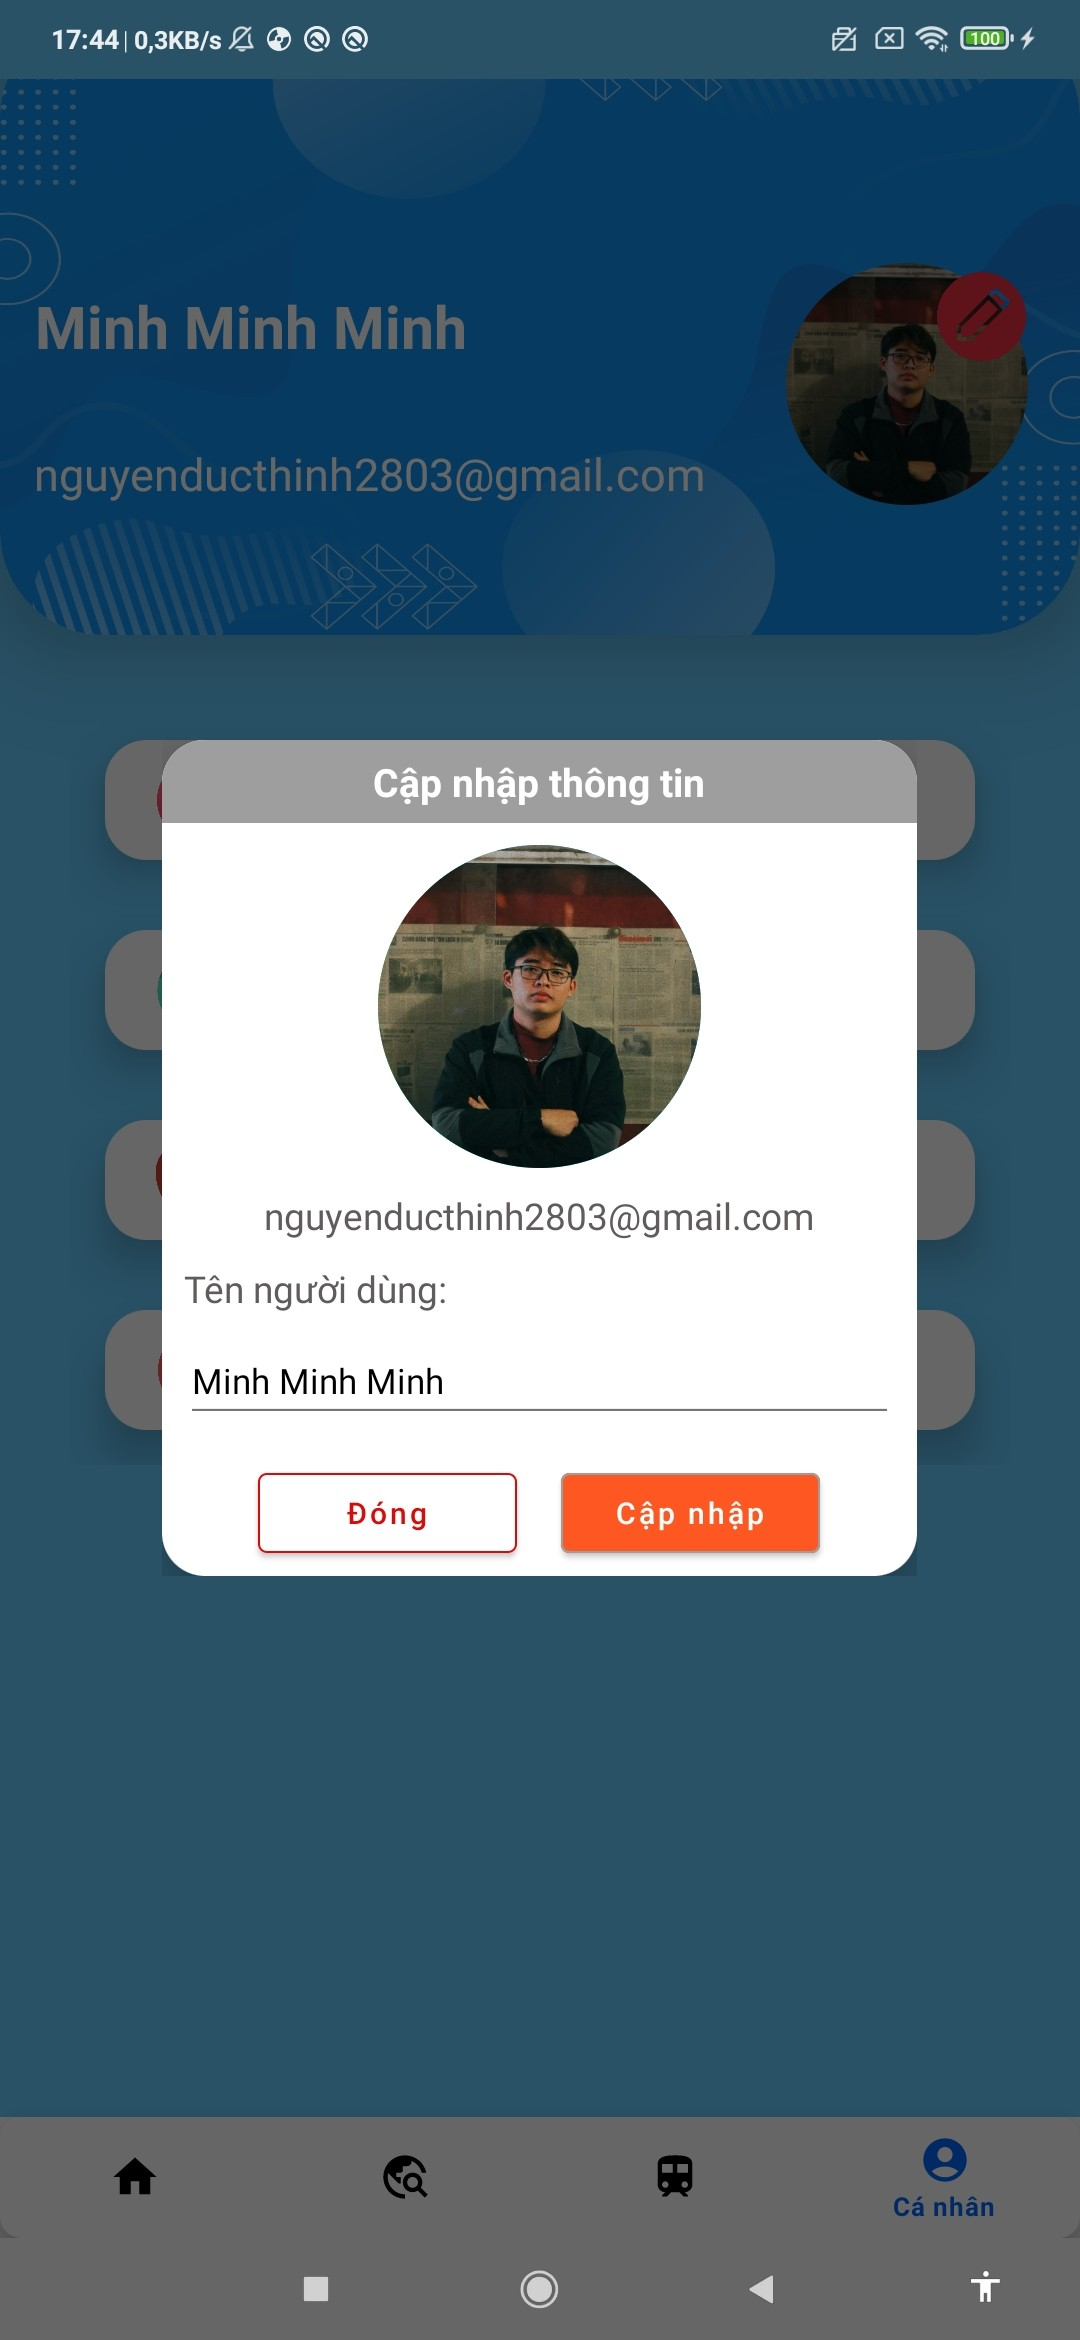 17:44 | 0,3KB/s
100
Minh Minh Minh
nguyenducthinh2803@gmail.com
Cập nhập thông tin
nguyenducthinh2803@gmail.com
Tên người dùng:
Minh Minh Minh
Đóng
Cập nhập
Cá nhân